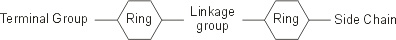 Terminal Group
Ring
Linkage
group
Ring
Side Chain